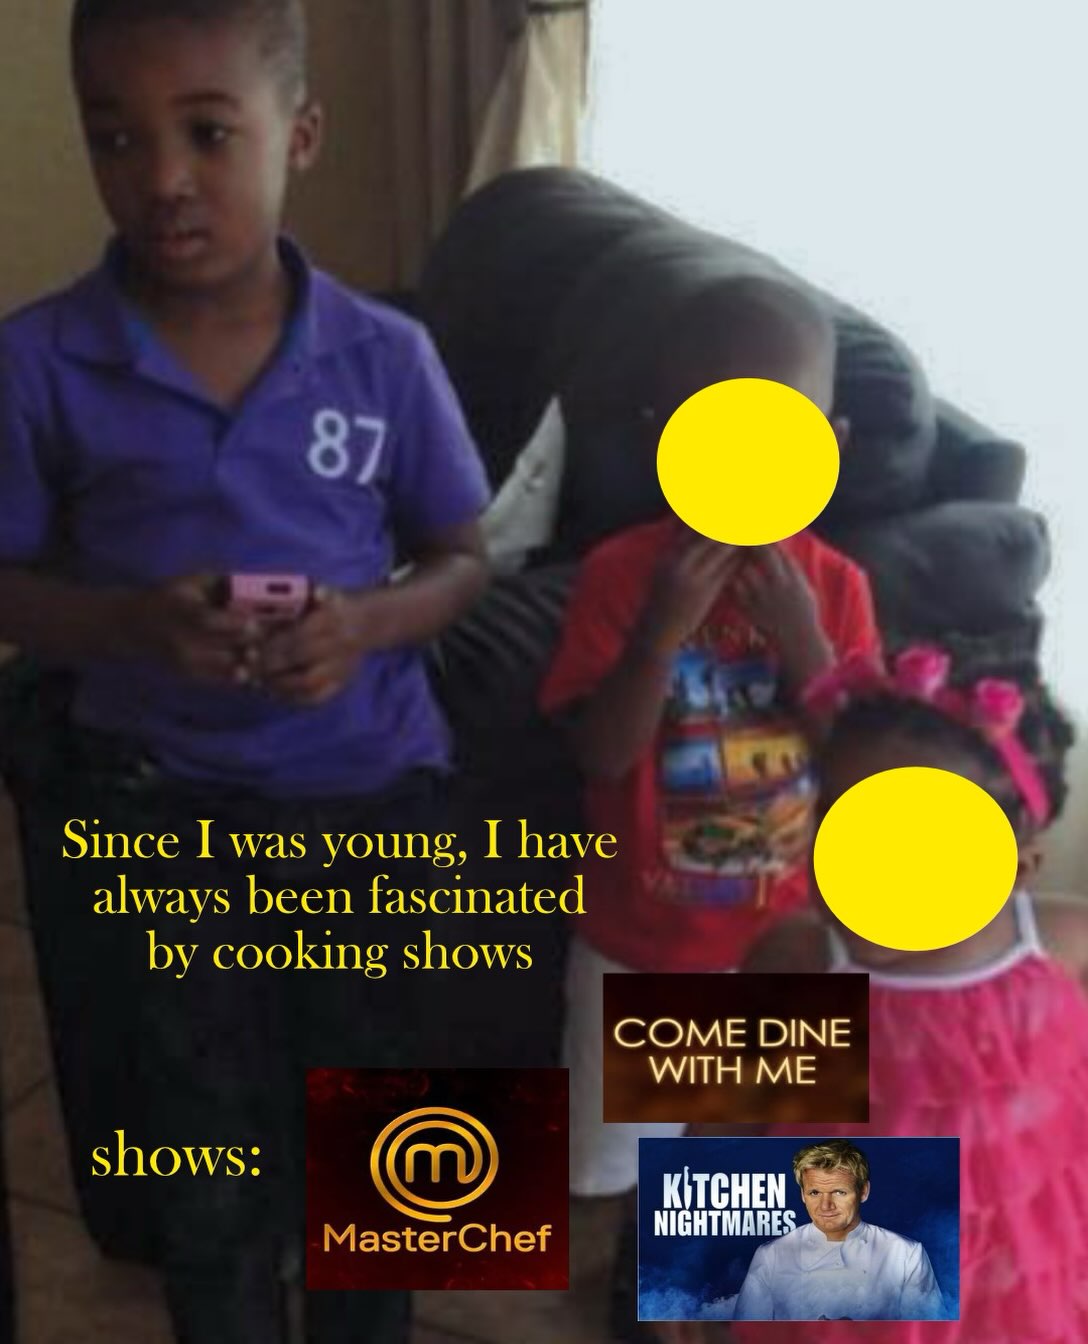 87
Since I was young, I have
always been fascinated
by cooking shows
COME DINE
WITH ME
shows:
m
MasterChef
KITCHEN
NIGHTMARES